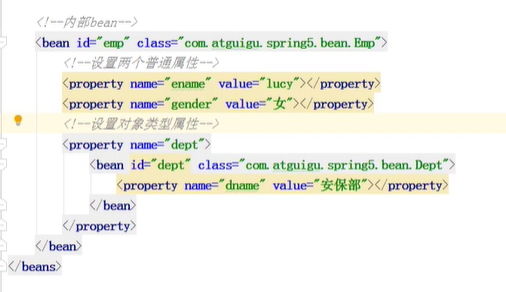 <!--内部bean-->
<bean id="emp" class="com.atguigu.spring5.bean.Emp">
<!--设置两个普通属性-->
<property name="ename" value="lucy"></property>
<property name="gender" value="女"></property>
<!--设置对象类型属性-->
<property name="dept">
<bean id="dept" class="com.atguigu.spring5.bean.Dept">
<property name="dname" value="安保部"></property>
</bean>
</property>
</bean>
</beans>